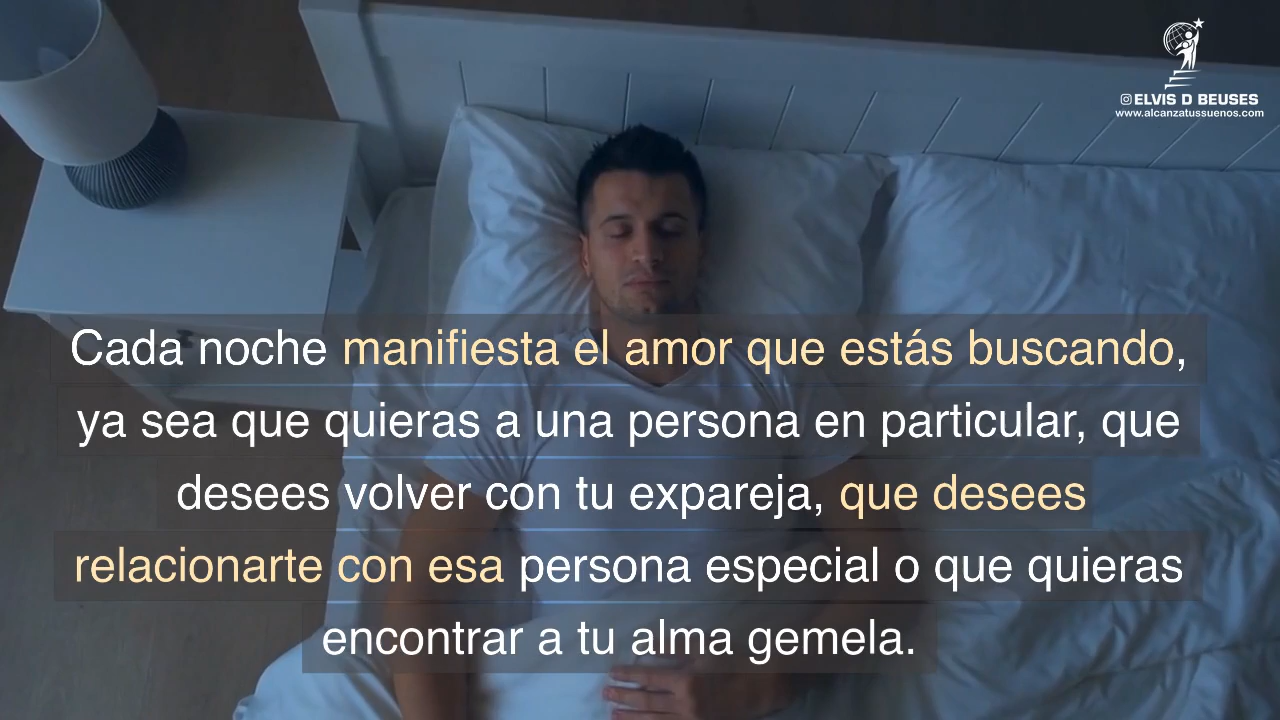 ELVIS D BEUSES
www.alcanzatussuenos.com
Cada noche manifiesta el amor que estás buscando,
ya sea que quieras a una persona en particular, que
desees volver con tu expareja, que desees
relacionarte con esa persona especial o que quieras
encontrar a tu alma gemela.